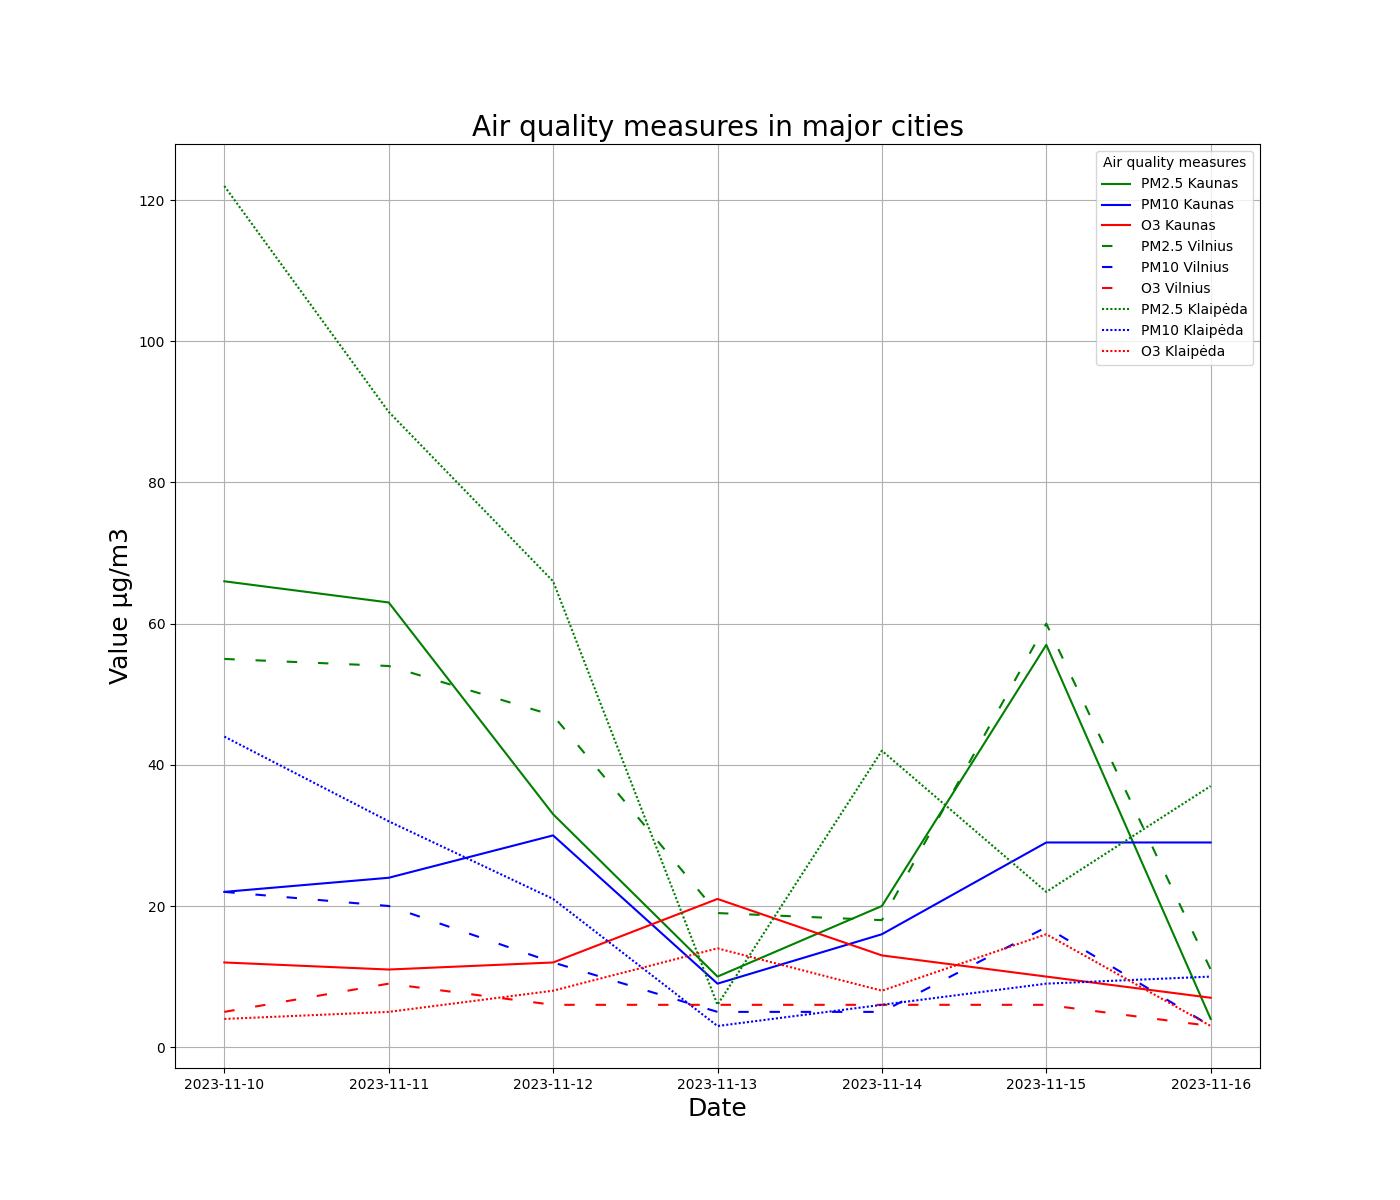 Air quality measures in major cities
Air quality measures
PM2.5 Kaunas
PM10 Kaunas
O3 Kaunas
PM2.5 Vilnius
PM10 Vilnius
O3 Vilnius
PM2.5 Klaipėda
PM10 Klaipėda
O3 Klaipėda
120
100
80
60
40
20
0
Value µg/m3
2023-11-10 2023-11-11 2023-11-12 2023-11-13 2023-11-14 2023-11-15 2023-11-16
Date